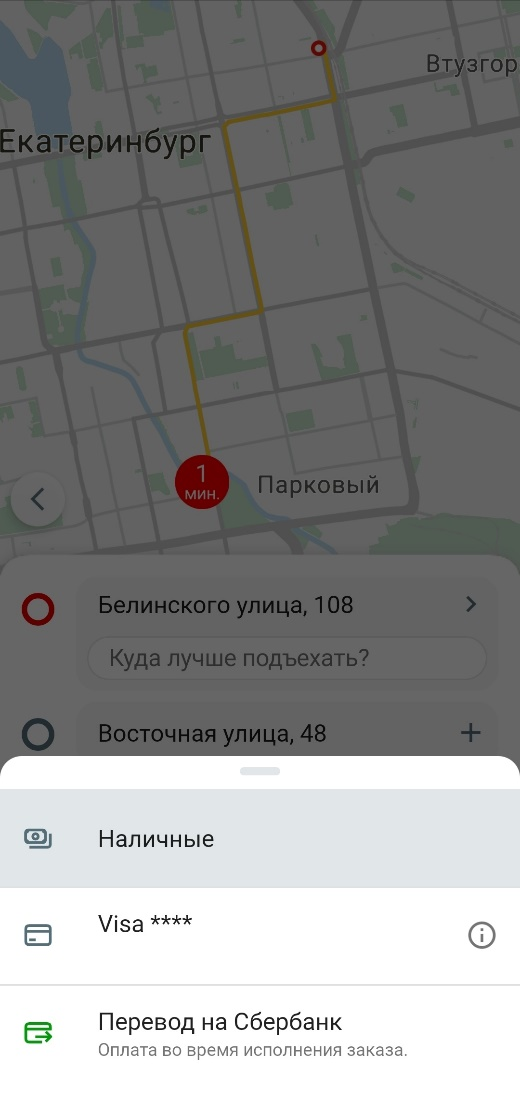 Втузгор
Екатеринбург
1
мин.
Парковый
Белинского улица, 108
Куда лучше подъехать?
Восточная улица, 48
Наличные
Visa ****
Перевод на Сбербанк
Оплата во время исполнения заказа.